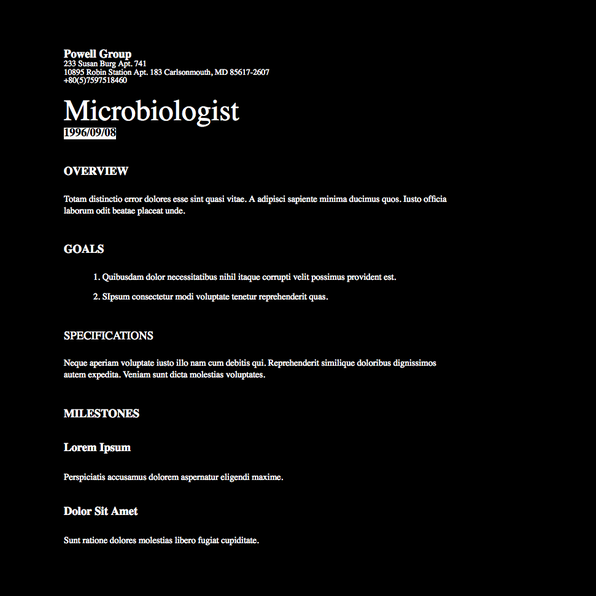 Powell Group
233 Susan Burg Apt. 741
10895 Robin Station Apt. 183 Carlsonmouth, MD 85617-2607
+80(5)7597518460
Microbiologist
1996/09/08
OVERVIEW
Totam distinctio error dolores esse sint quasi vitae. A adipisci sapiente minima ducimus quos. Iusto officia
laborum odit beatae placeat unde.
GOALS
1. Quibusdam dolor necessitatibus nihil itaque corrupti velit possimus provident est.
2. SIpsum consectetur modi voluptate tenetur reprehenderit quas.
SPECIFICATIONS
Neque aperiam voluptate iusto illo nam cum debitis qui. Reprehenderit similique doloribus dignissimos
autem expedita. Veniam sunt dicta molestias voluptates.
MILESTONES
Lorem Ipsum
Perspiciatis accusamus dolorem aspernatur eligendi maxime.
Dolor Sit Amet
Sunt ratione dolores molestias libero fugiat cupiditate.